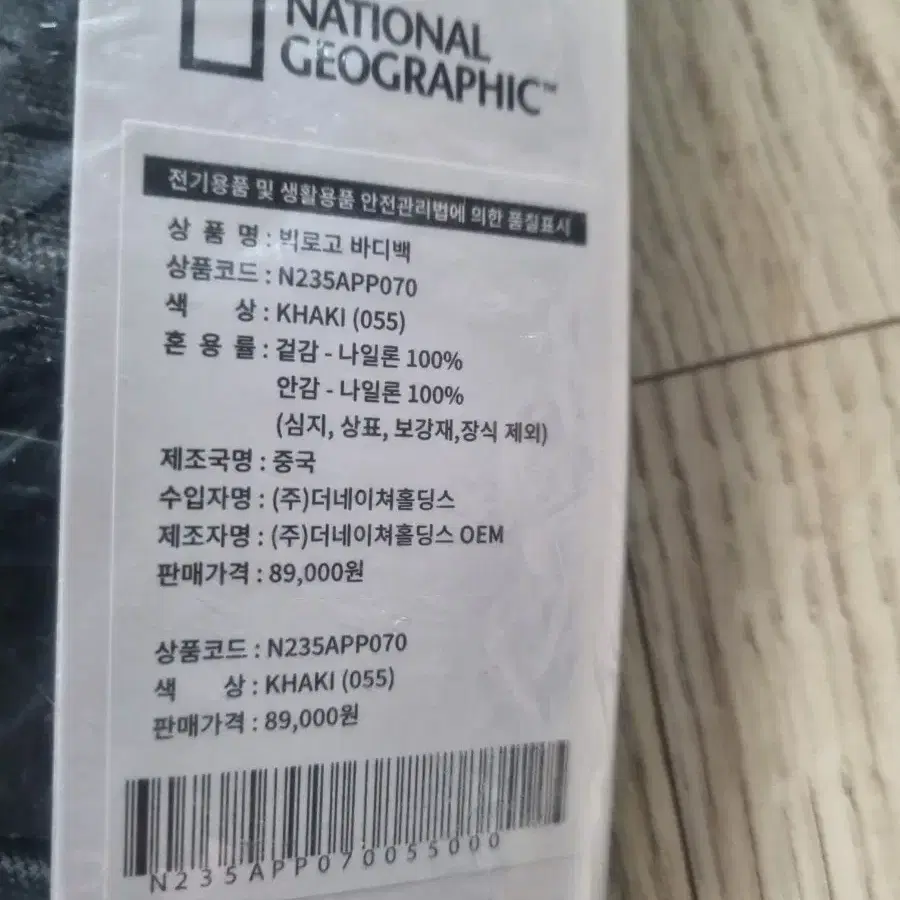 NATIONAL
GEOGRAPHIC™
전기용품 및 생활용품 안전관리법에 의한 품질표시
상 품 명 : 빅로고 바디백
상품코드 : N235APP070
색 상 : KHAKI (055)
혼 용 률 : 겉감 - 나일론 100%
안감 - 나일론 100%
(심지, 상표, 보강재,장식 제외)
제조국명 : 중국
수입자명 : (주)더네이쳐홀딩스
제조자명 : (주)더네이쳐홀딩스 OEM
판매가격 : 89,000원
상품코드 : N235APP070
색 상 : KHAKI (055)
판매가격 : 89,000원
N235APP070055000